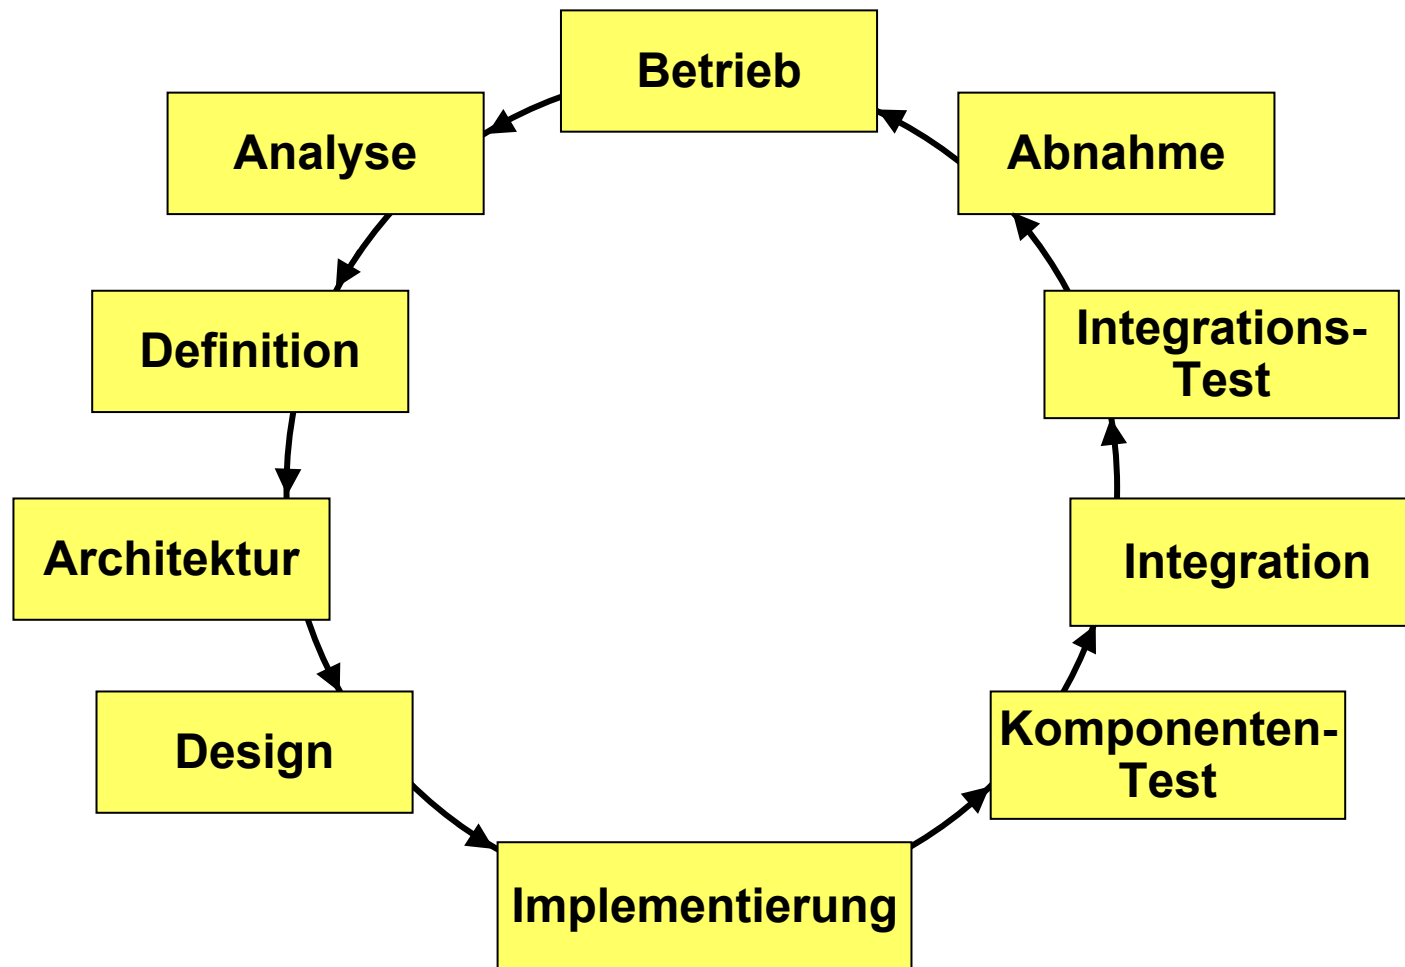 Betrieb
Analyse
Abnahme
Definition
Integrations-
Test
Architektur
Integration
Design
Komponenten-
Test
Implementierung